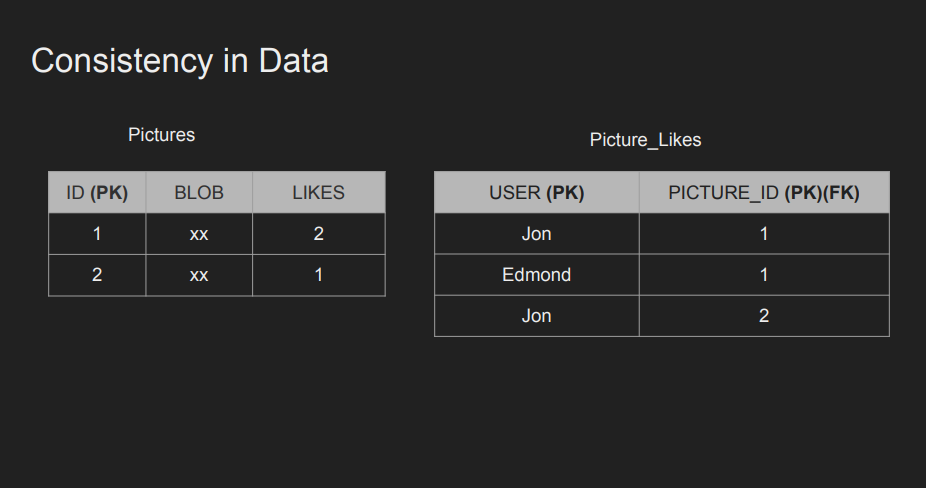 Consistency in Data
Pictures
ID (PK) BLOB LIKES
1 xx 2
2 xx 1
Picture_Likes
USER (PK) PICTURE_ID (PK)(FK)
Jon 1
Edmond 1
Jon 2